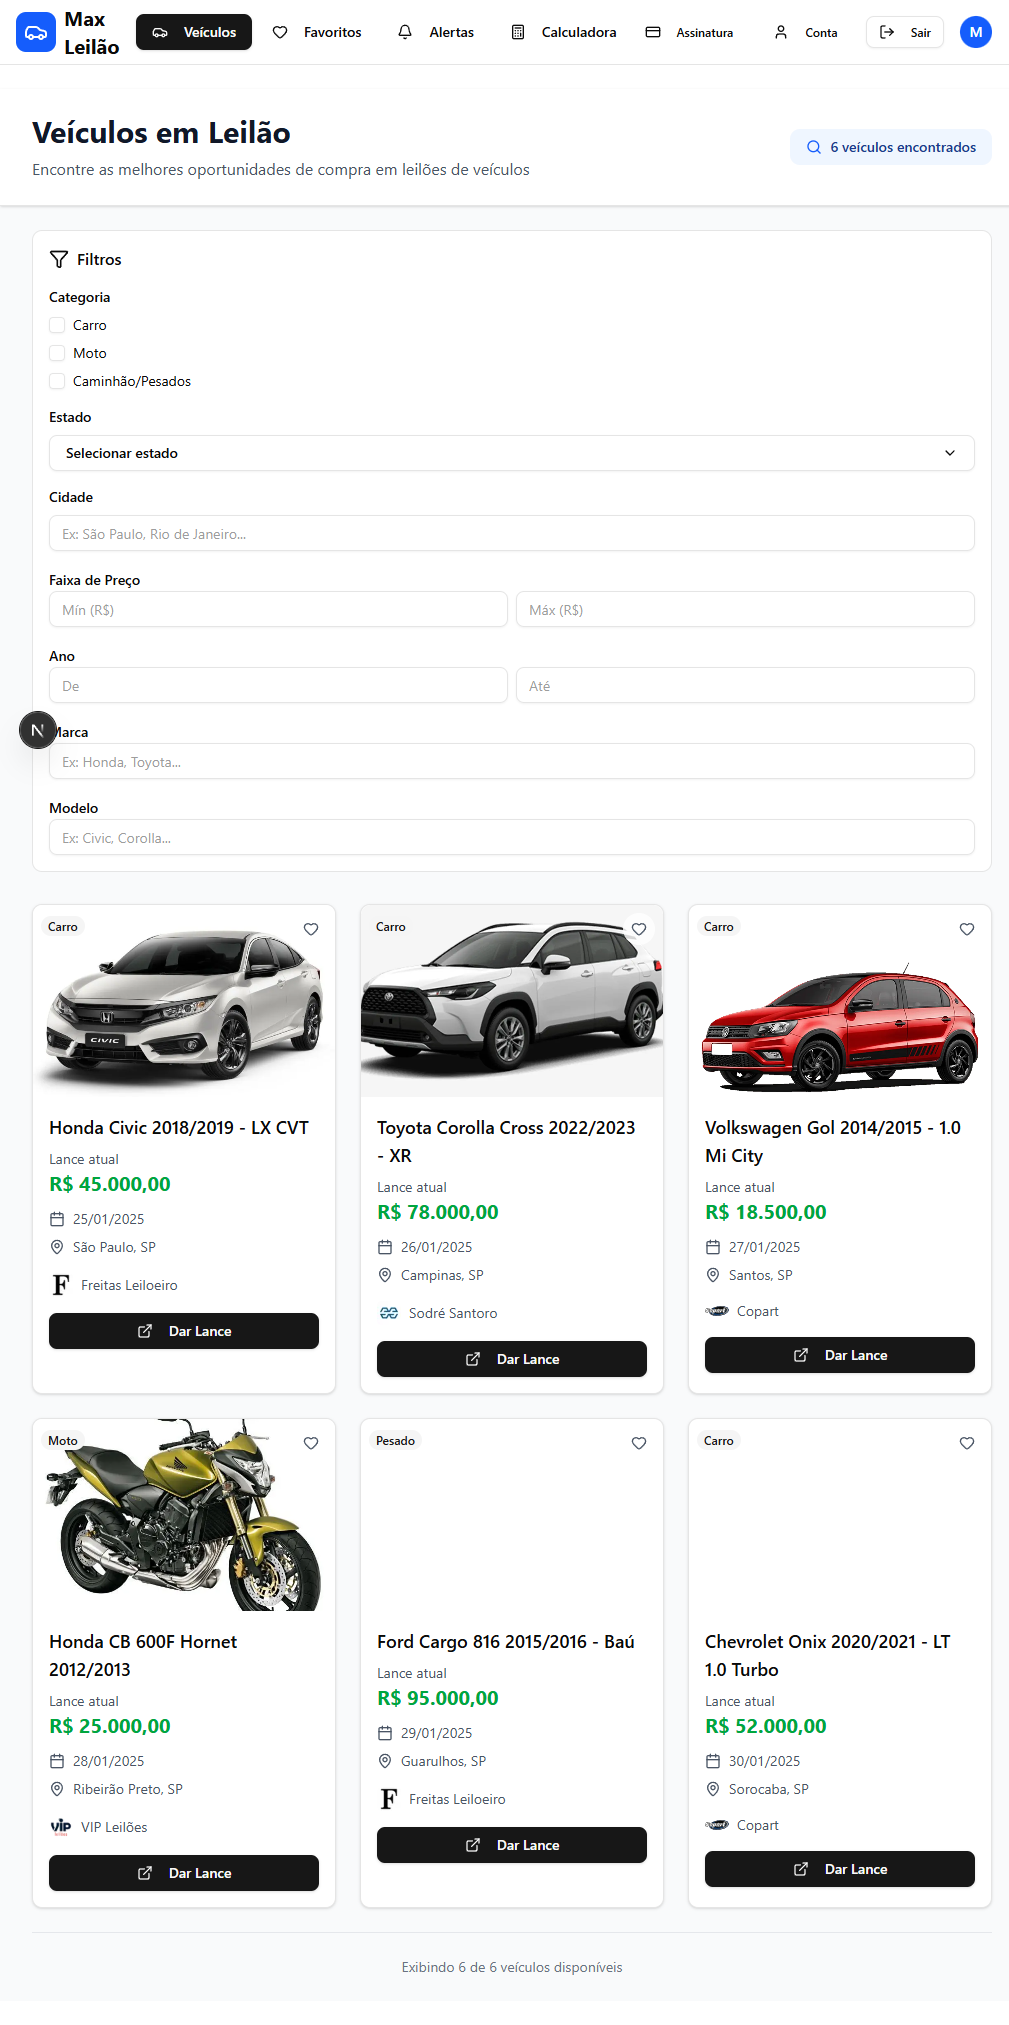 Max
Leilão
Veículos
Favoritos
Alertas
Calculadora
Assinatura
Conta
Sair
M
Veículos em Leilão
Encontre as melhores oportunidades de compra em leilões de veículos
6 veículos encontrados
Filtros
Categoria
Carro
Moto
Caminhão/Pesados
Estado
Selecionar estado
Cidade
Ex: São Paulo, Rio de Janeiro...
Faixa de Preço
Mín (R$)
Máx (R$)
Ano
De
Até
N
Marca
Ex: Honda, Toyota...
Modelo
Ex: Civic, Corolla...
Carro
CIVIC
Honda Civic 2018/2019 - LX CVT
Lance atual
R$ 45.000,00
25/01/2025
São Paulo, SP
F
Freitas Leiloeiro
Dar Lance
Carro
Toyota Corolla Cross 2022/2023
- XR
Lance atual
R$ 78.000,00
26/01/2025
Campinas, SP
Sodré Santoro
Dar Lance
Carro
Volkswagen Gol 2014/2015 - 1.0
Mi City
Lance atual
R$ 18.500,00
27/01/2025
Santos, SP
Copart
Copart
Dar Lance
Moto
Honda CB 600F Hornet
2012/2013
Lance atual
R$ 25.000,00
28/01/2025
Ribeirão Preto, SP
VIP
VIP Leilões
Dar Lance
Pesado
Ford Cargo 816 2015/2016 - Baú
Lance atual
R$ 95.000,00
29/01/2025
Guarulhos, SP
F
Freitas Leiloeiro
Dar Lance
Carro
Chevrolet Onix 2020/2021 - LT
1.0 Turbo
Lance atual
R$ 52.000,00
30/01/2025
Sorocaba, SP
Copart
Copart
Dar Lance
Exibindo 6 de 6 veículos disponíveis